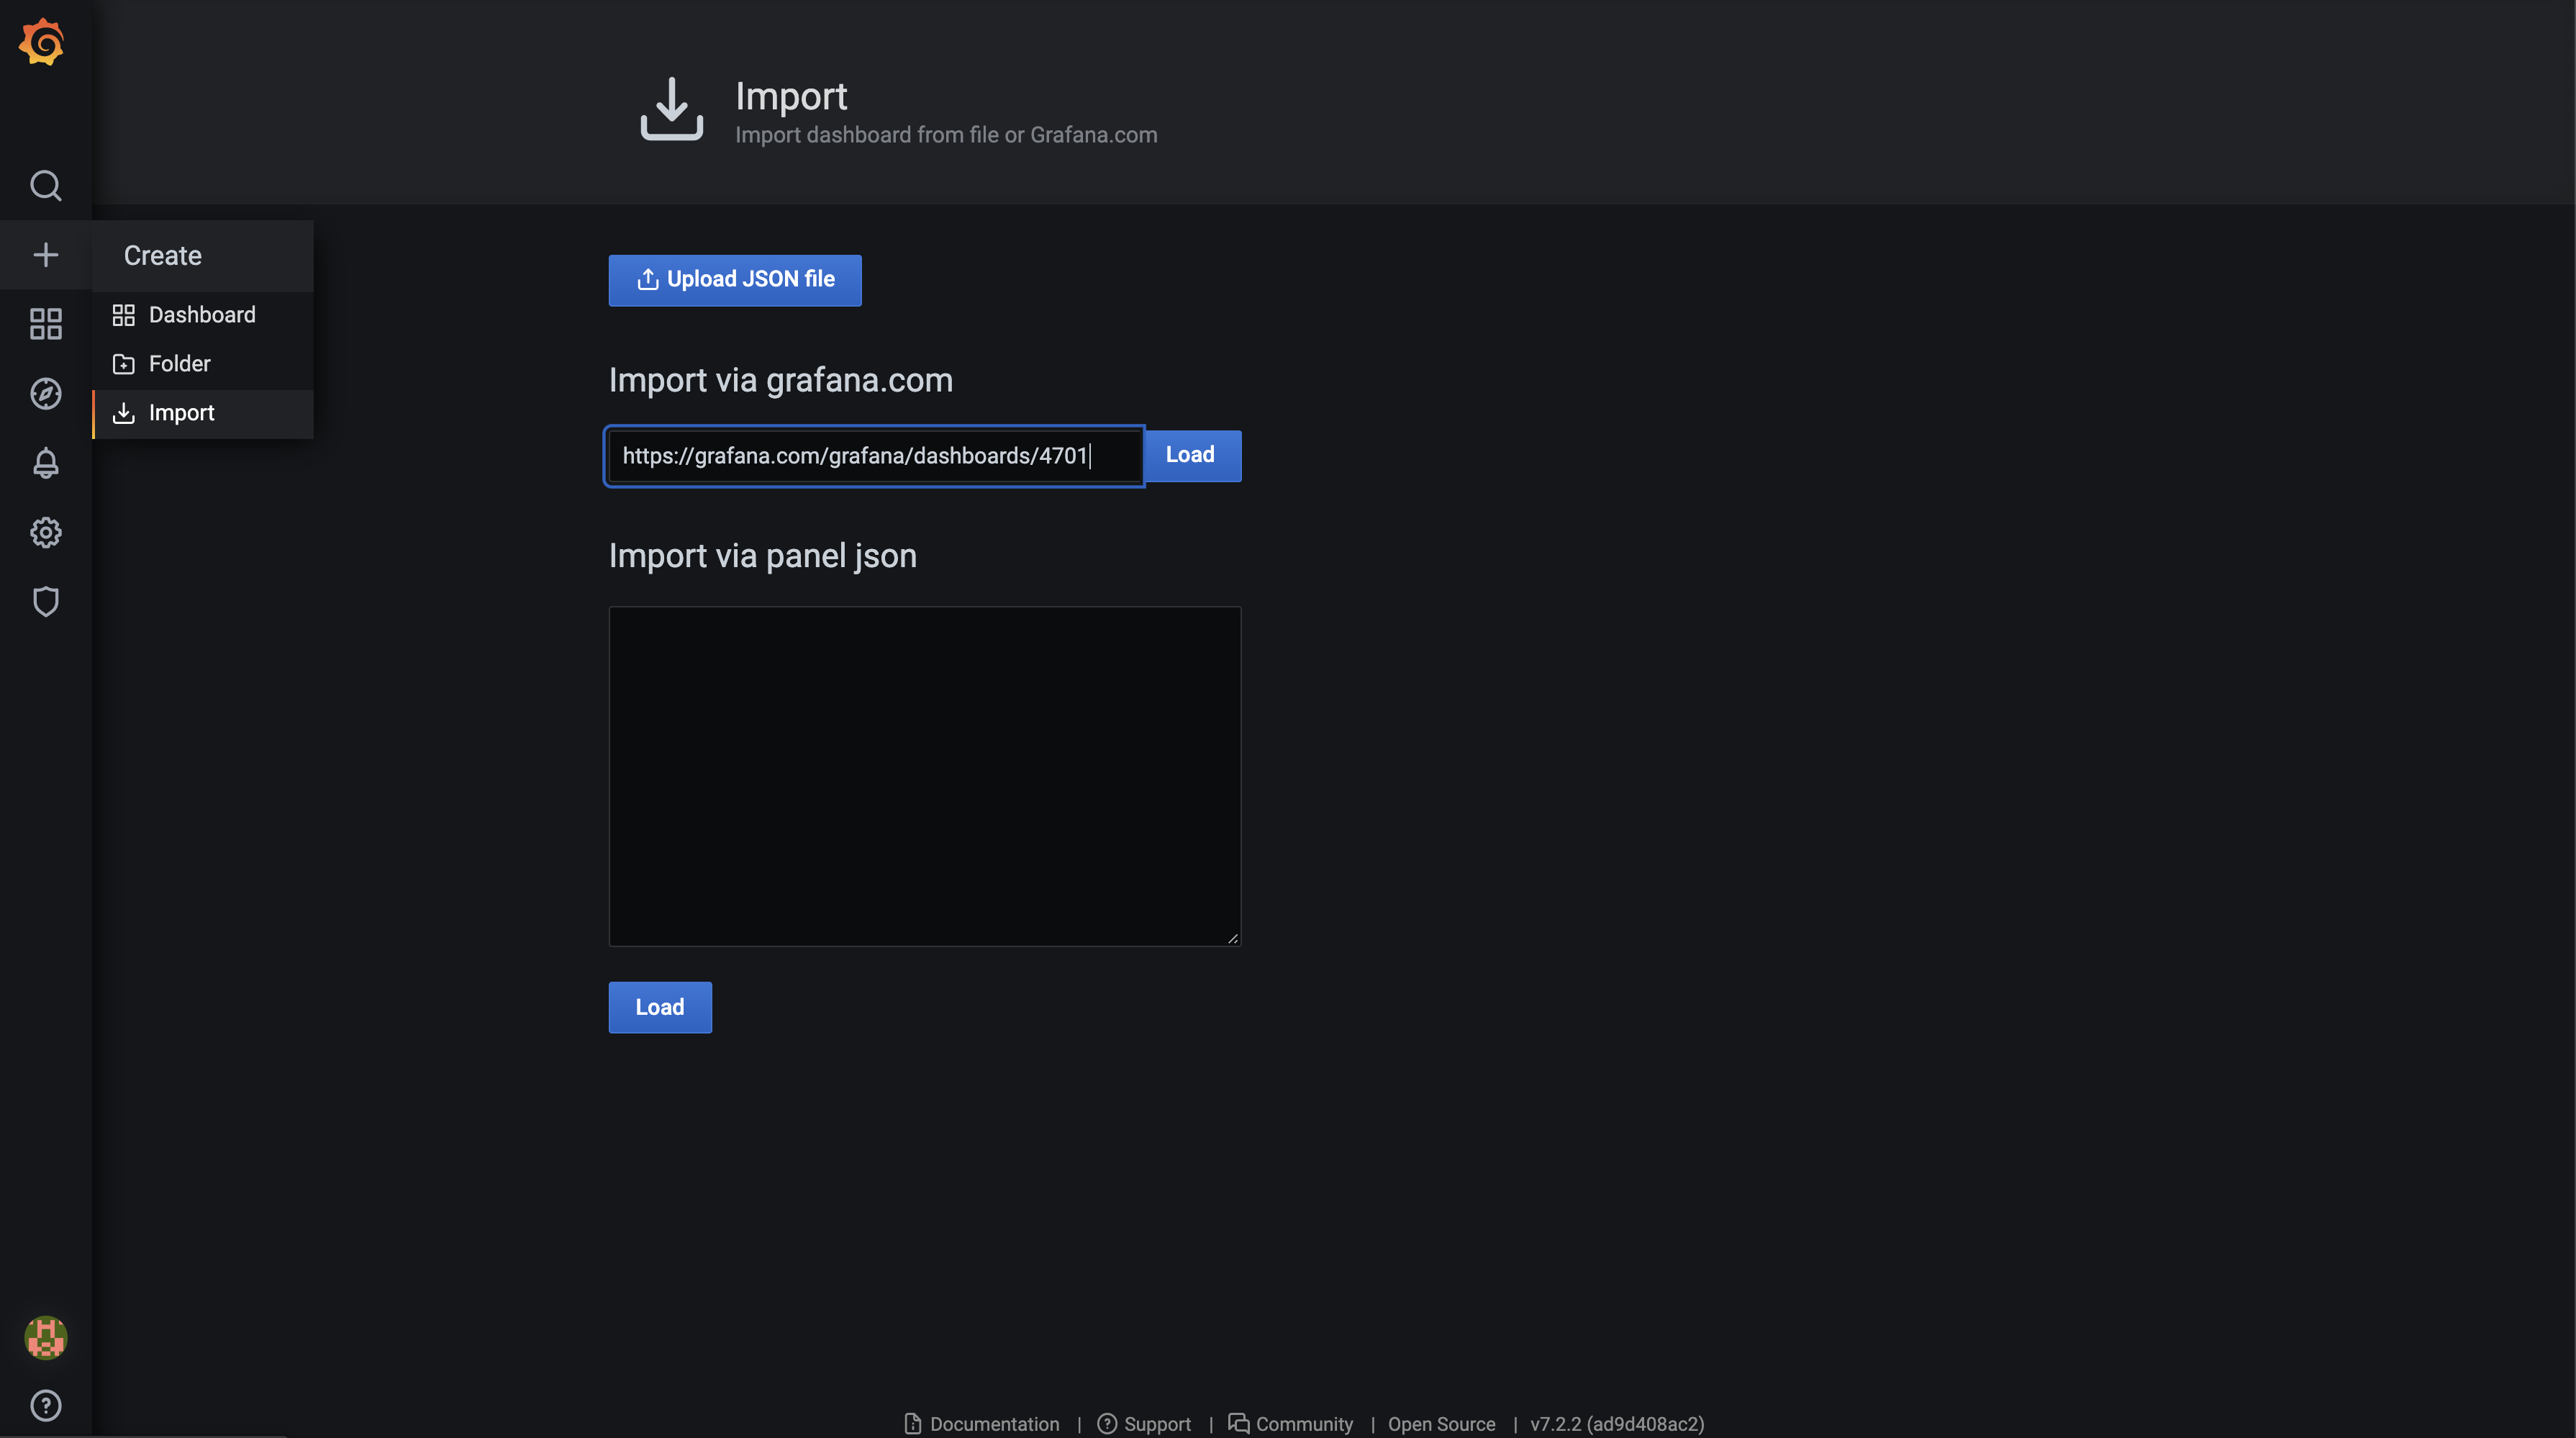 Import
Import dashboard from file or Grafana.com
Create
Dashboard
Folder
Import
Upload JSON file
Import via grafana.com
https://grafana.com/grafana/dashboards/4701
Load
Import via panel json
Load
Documentation | Support | Community | Open Source | v7.2.2 (ad9d408ac2)